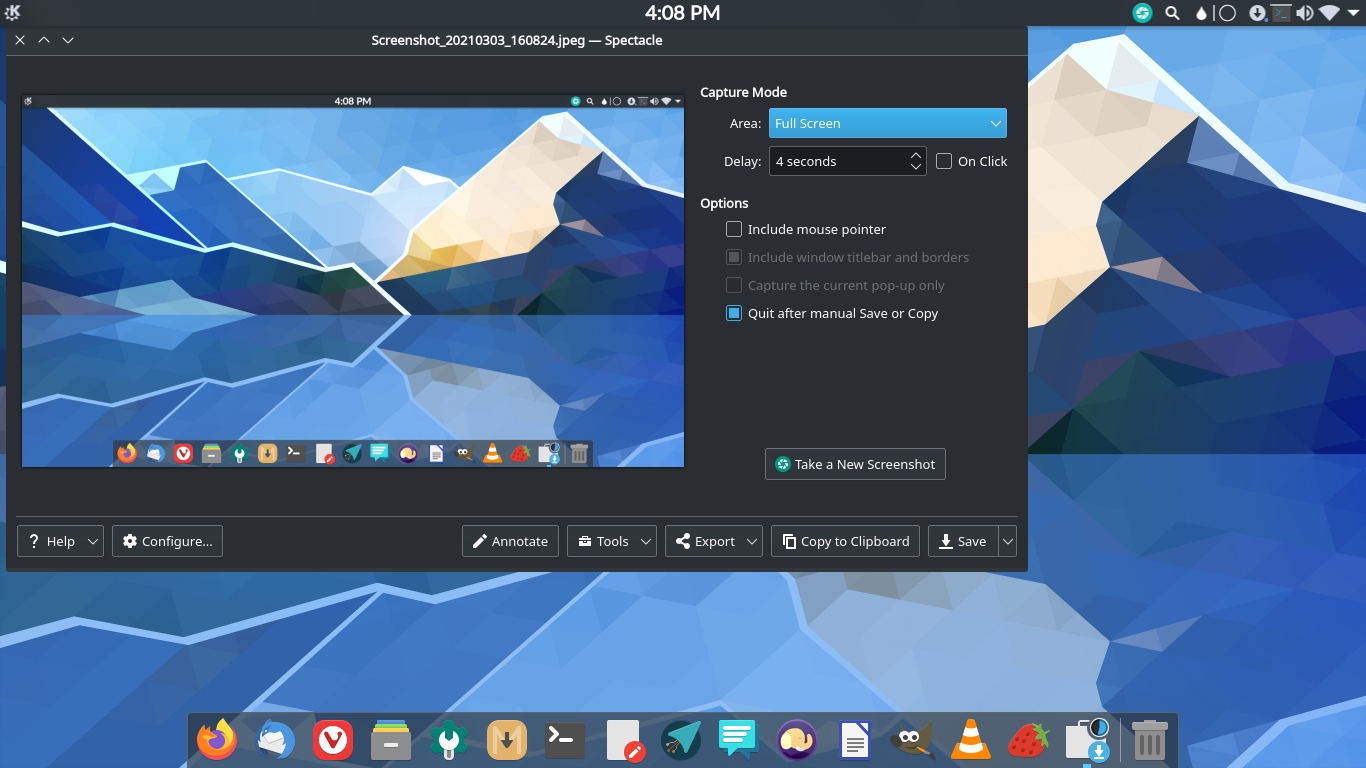 4:08 PM
Screenshot_20210303_160824.jpeg — Spectacle
4:08 PM
Capture Mode
Area: Full Screen
Delay: 4 seconds On Click
Options
Include mouse pointer
Include window titlebar and borders
Capture the current pop-up only
Quit after manual Save or Copy
Take a New Screenshot
? Help Configure... Annotate Tools Export Copy to Clipboard Save